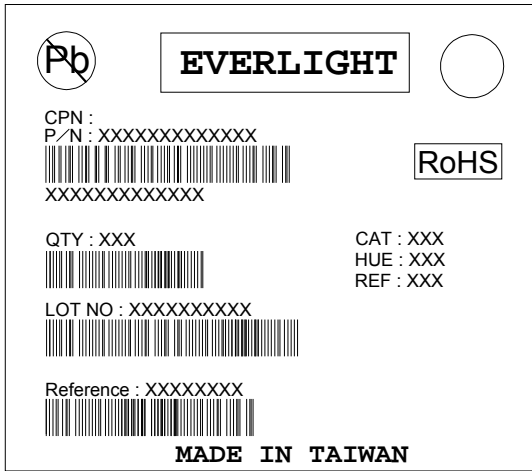 Pb
EVERLIGHT
CPN :
P/N : XXXXXXXXXXXXX
RoHS
XXXXXXXXXXXXX
QTY : XXX
CAT : XXX
HUE : XXX
REF : XXX
LOT NO : XXXXXXXXXX
Reference : XXXXXXXX
MADE IN TAIWAN